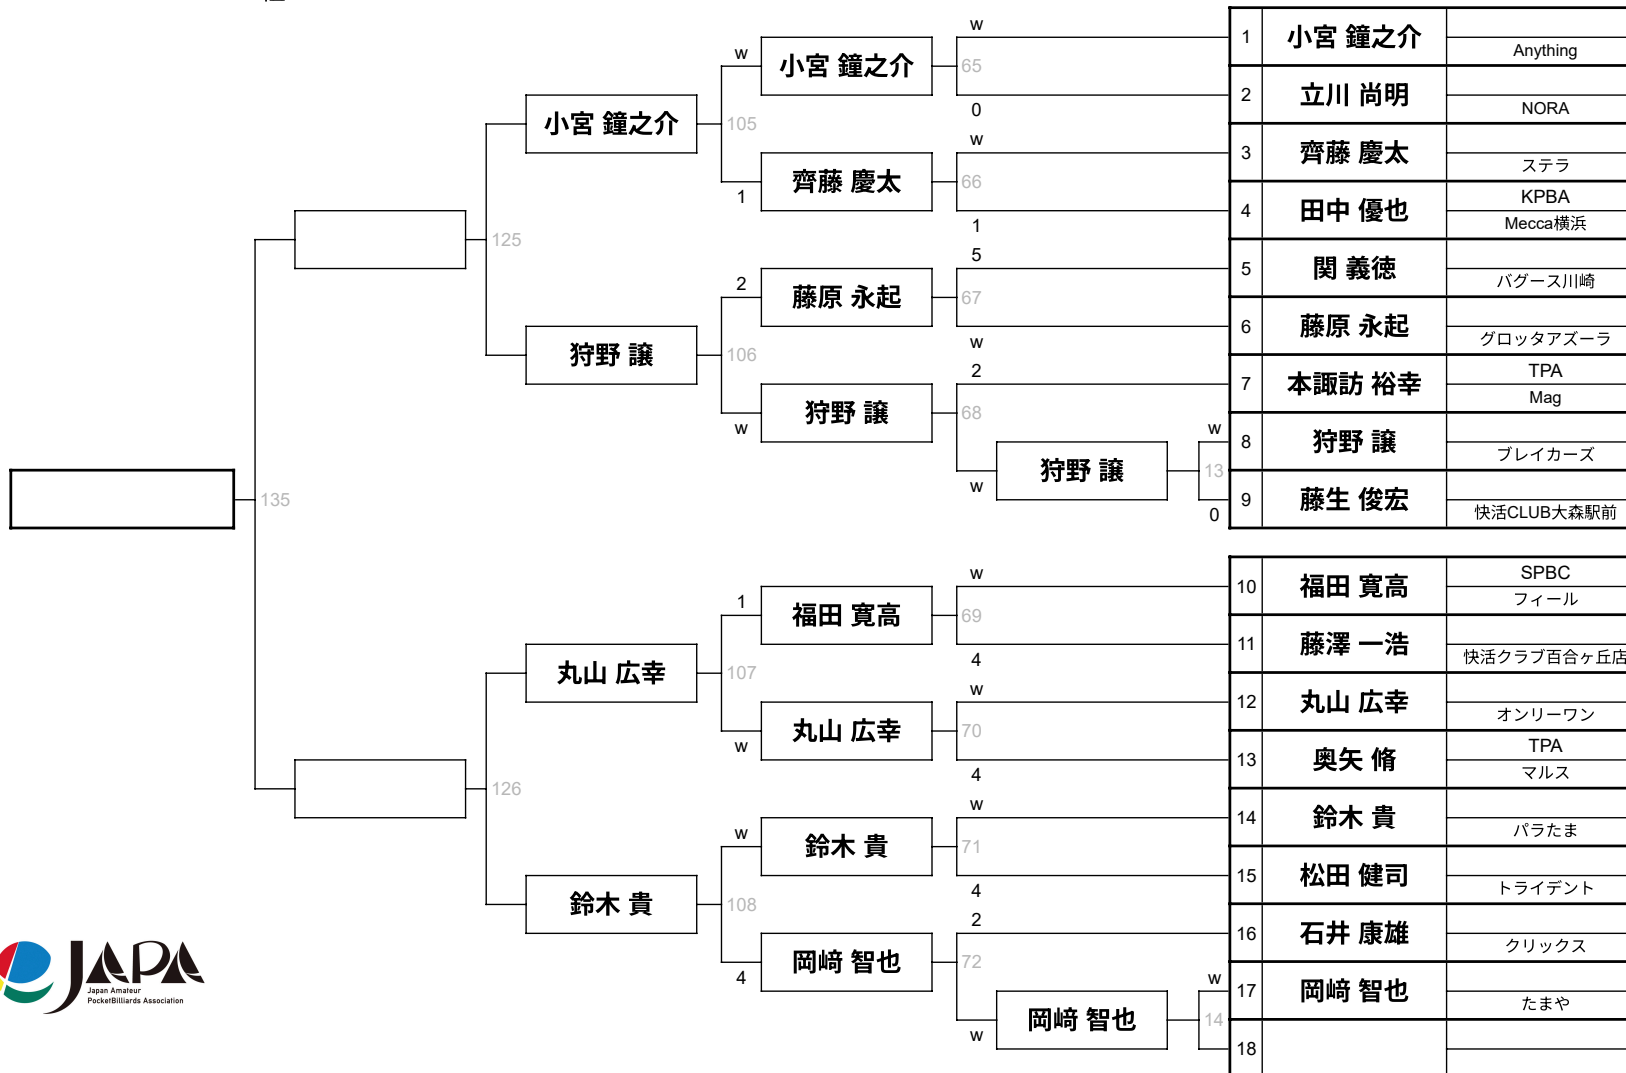 w
1
小宮 鐘之介
w
小宮 鐘之介
65
Anything
小宮 鐘之介
105
0
2
立川 尚明
NORA
w
3
齊藤 慶太
ステラ
1
齊藤 慶太
66
KPBA
4
田中 優也
Mecca横浜
1
125
5
5
関 義徳
バグース川崎
2
藤原 永起
67
6
藤原 永起
グロッタアズーラ
狩野 譲
106
w
2
TPA
7
本諏訪 裕幸
Mag
w
狩野 譲
68
w
8
狩野 譲
ブレイカーズ
狩野 譲
13
w
0
9
藤生 俊宏
快活CLUB大森駅前
135
w
SPBC
10
福田 寛高
フィール
1
福田 寛高
69
4
11
藤澤 一浩
快活クラブ百合ヶ丘店
丸山 広幸
107
w
12
丸山 広幸
オンリーワン
w
丸山 広幸
70
TPA
13
奥矢 脩
マルス
4
126
w
14
鈴木 貴
パラたま
w
鈴木 貴
71
4
15
松田 健司
トライデント
鈴木 貴
108
2
16
石井 康雄
クリックス
4
岡﨑 智也
72
w
17
岡﨑 智也
たまや
岡﨑 智也
14
w
18
JAPA
Japan Amateur
PocketBilliards Association